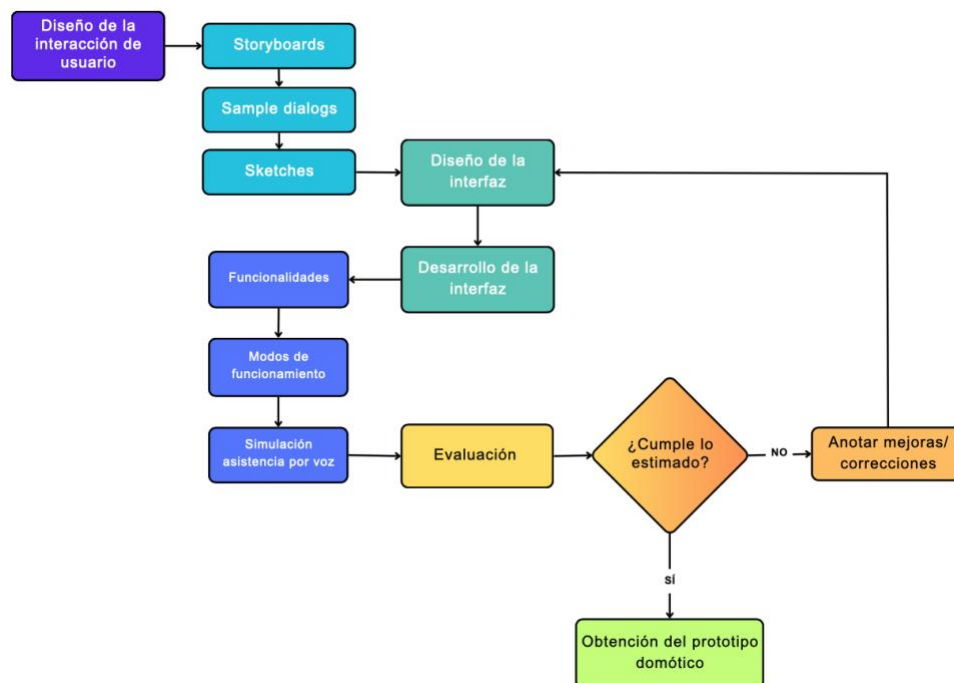 Diseño de la
interacción de
usuario
Storyboards
Sample dialogs
Sketches
Diseño de la
interfaz
Desarrollo de la
interfaz
Funcionalidades
Modos de
funcionamiento
Simulación
asistencia por voz
Evaluación
¿Cumple lo
estimado?
NO
Anotar mejoras/
correcciones
SÍ
Obtención del prototipo
domótico